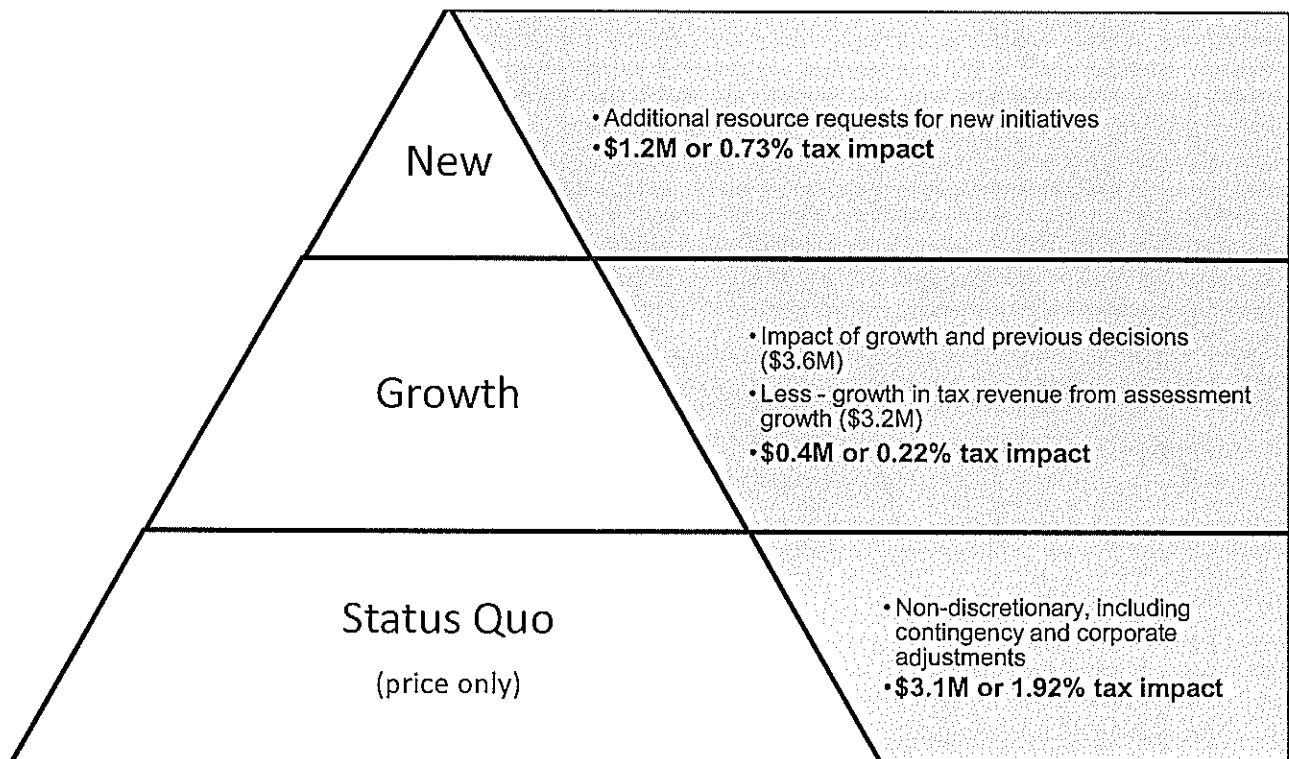 New
• Additional resource requests for new initiatives
• $1.2M or 0.73% tax impact
Growth
• Impact of growth and previous decisions
($3.6M)
• Less - growth in tax revenue from assessment
growth ($3.2M)
• $0.4M or 0.22% tax impact
Status Quo
(price only)
• Non-discretionary, including
contingency and corporate
adjustments
• $3.1M or 1.92% tax impact